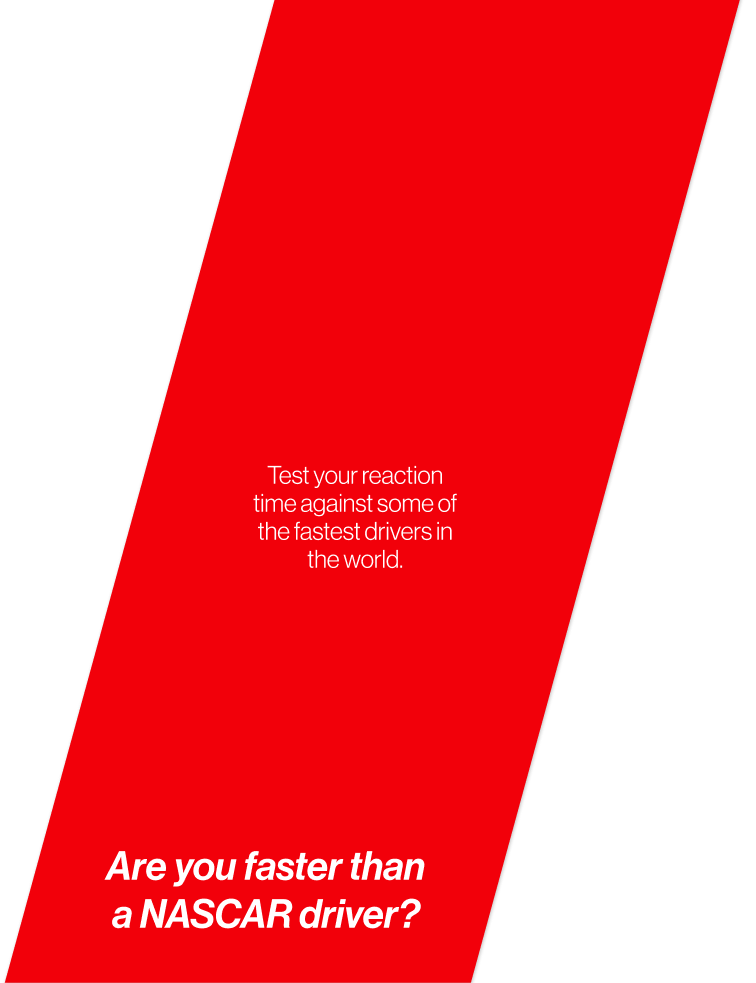 Test your reaction
time against some of
the fastest drivers in
the world.
Are you faster than
a NASCAR driver?